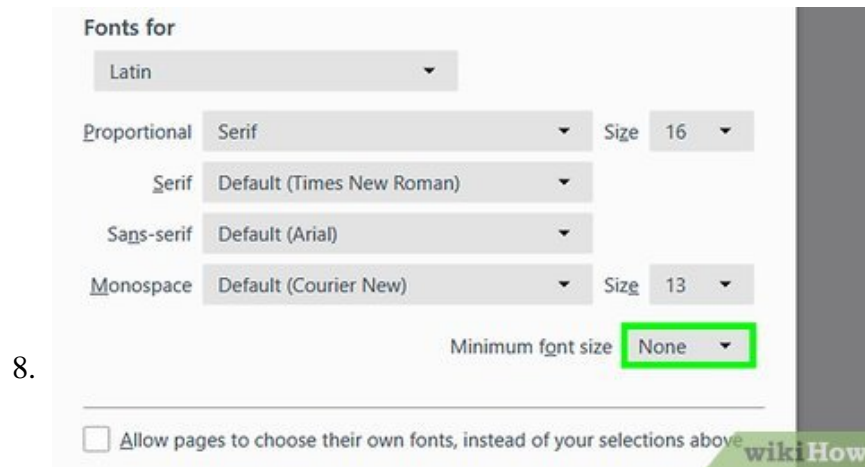 Fonts for
Latin
Proportional Serif Size 16
Serif Default (Times New Roman)
Sans-serif Default (Arial)
Monospace Default (Courier New) Size 13
Minimum font size None
8.
Allow pages to choose their own fonts, instead of your selections above
wikiHow